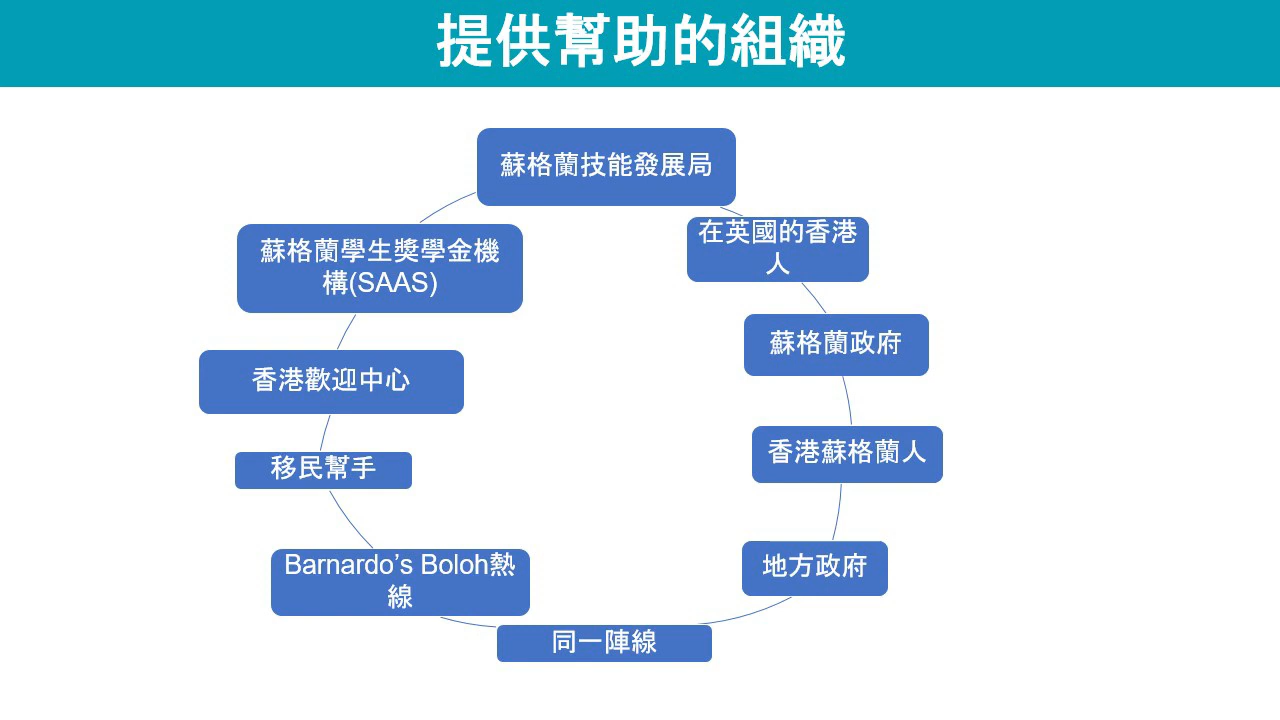 提供幫助的組織
蘇格蘭技能發展局
在英國的香港
人
蘇格蘭政府
香港蘇格蘭人
地方政府
同一陣線
Barnardo’s Boloh熱
線
移民幫手
香港歡迎中心
蘇格蘭學生獎學金機
構(SAAS)